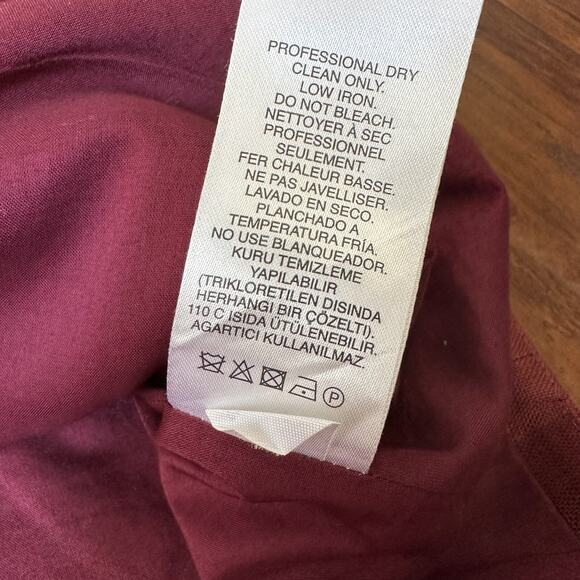 PROFESSIONAL DRY
CLEAN ONLY.
LOW IRON.
DO NOT BLEACH.
NETTOYER À SEC
PROFESSIONNEL
SEULEMENT.
FER CHALEUR BASSE.
NE PAS JAVELLISER.
LAVADO EN SECO.
PLANCHADO A
TEMPERATURA FRÍA.
NO USE BLANQUEADOR.
KURU TEMIZLEME
YAPILABILIR
(TRIKLORETILEN DISINDA
HERHANGI BIR ÇÖZELTI).
110 C ISIDA ÜTÜLENEBILIR.
AGARTICI KULLANILMAZ.
P